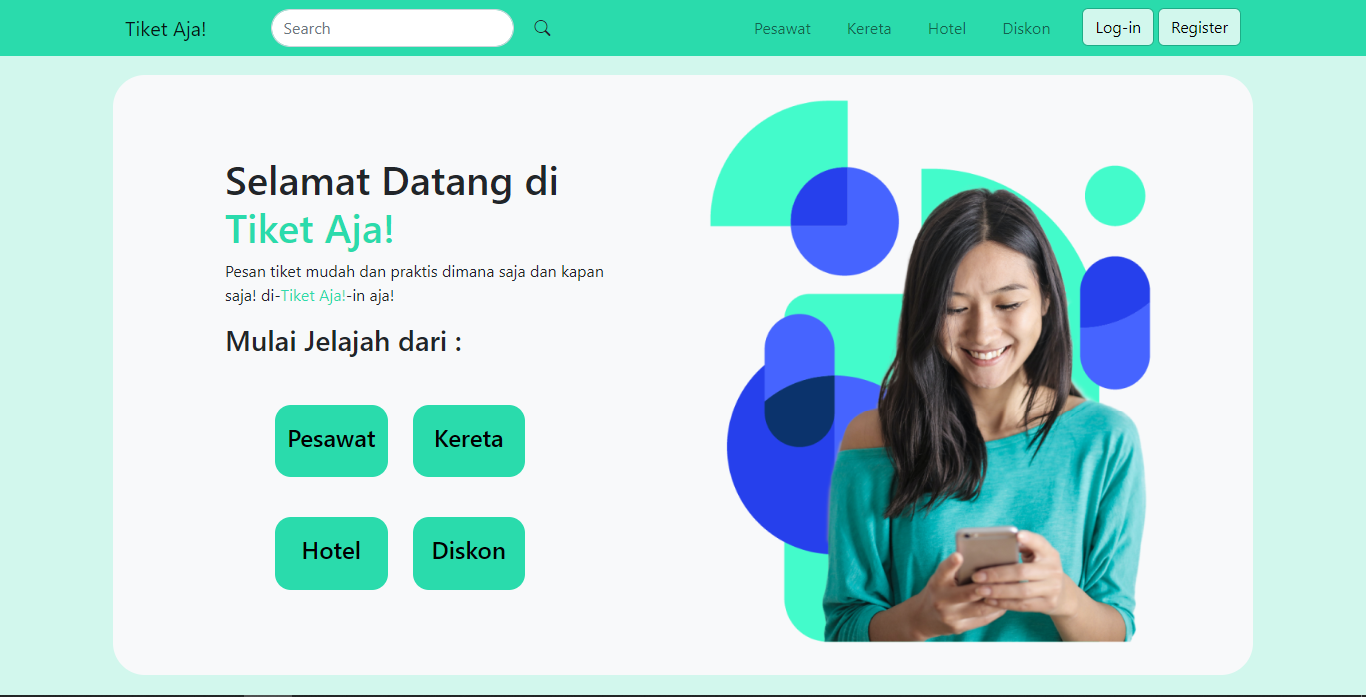 Tiket Aja!
Search
Pesawat
Kereta
Hotel
Diskon
Log-in
Register
Selamat Datang di
Tiket Aja!
Pesan tiket mudah dan praktis dimana saja dan kapan
saja! di-Tiket Aja!-in aja!
Mulai Jelajah dari :
Pesawat
Kereta
Hotel
Diskon